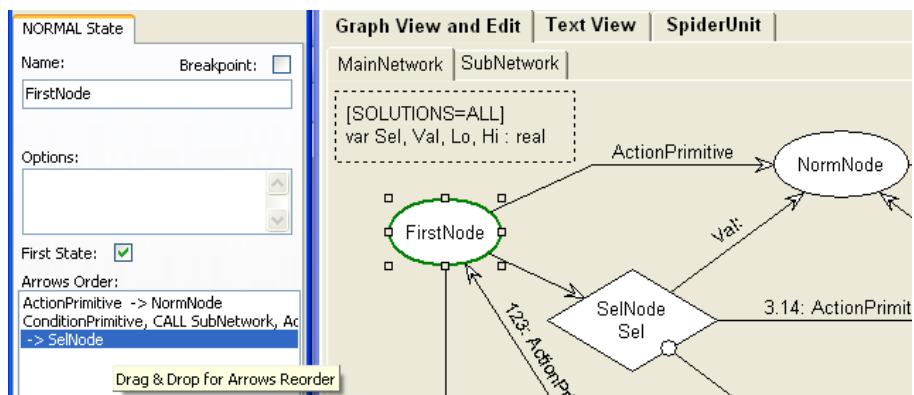 NORMAL State
Name:
Breakpoint:
FirstNode
Options:
First State:
Arrows Order:
ActionPrimitive -> NormNode
ConditionPrimitive, CALL SubNetwork, Ac
-> SelNode
Drag & Drop for Arrows Reorder
Graph View and Edit
Text View
SpiderUnit
MainNetwork
SubNetwork
[SOLUTIONS=ALL]
var Sel, Val, Lo, Hi : real
ActionPrimitive
NormNode
FirstNode
Val:
SelNode
Sel
3.14: ActionPrimit
123: ActionPr